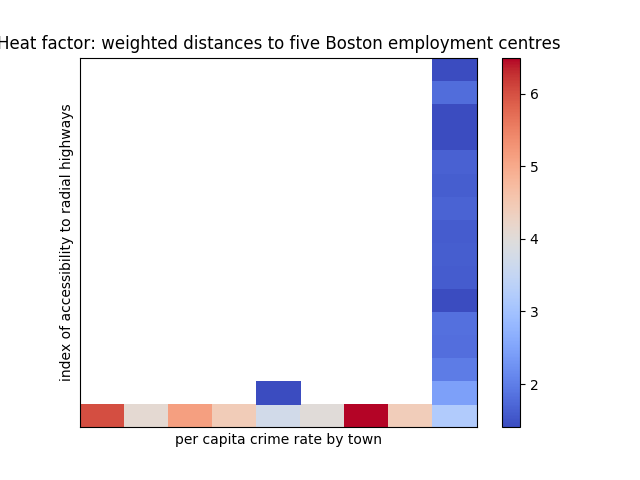 Heat factor: weighted distances to five Boston employment centres
index of accessibility to radial highways
per capita crime rate by town
6
5
4
3
2